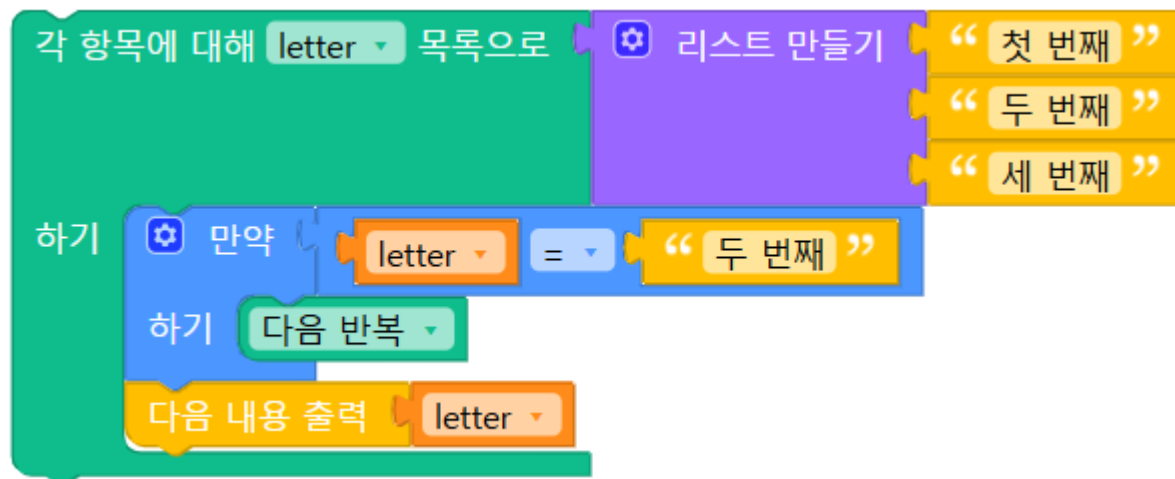 각 항목에 대해 letter 목록으로 리스트 만들기 “ 첫 번째 ”
“ 두 번째 ”
“ 세 번째 ”
하기 만약 letter = “ 두 번째 ”
하기 다음 반복
다음 내용 출력 letter